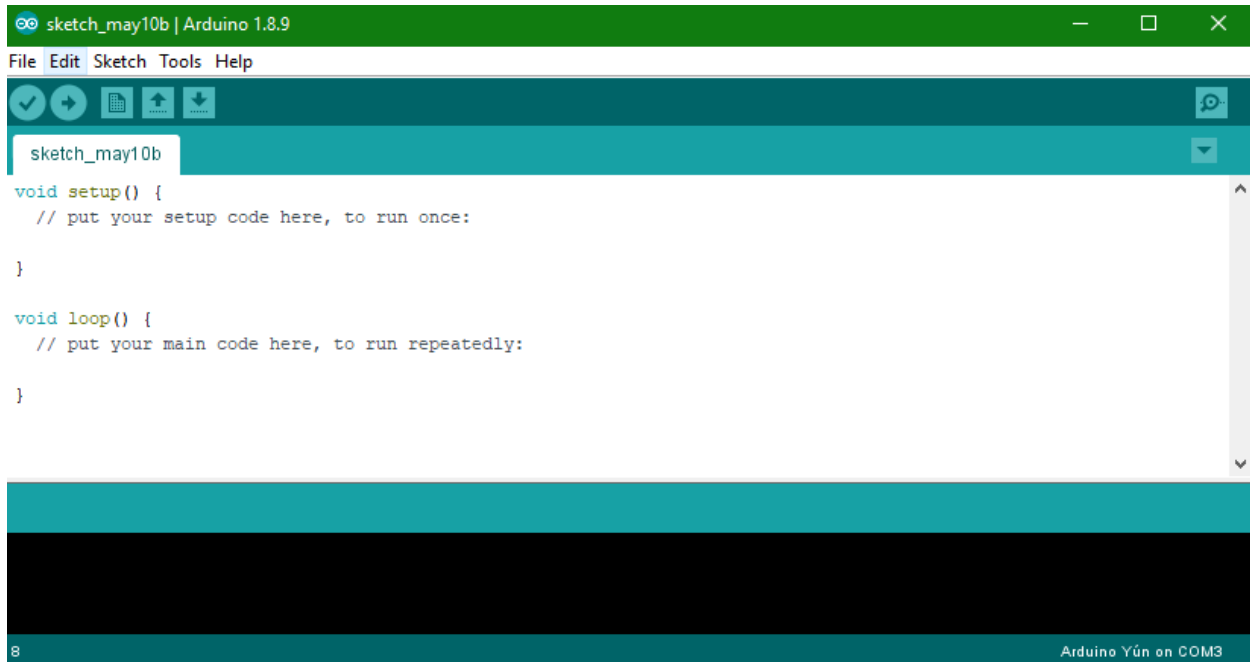 sketch_may10b | Arduino 1.8.9
File Edit Sketch Tools Help
sketch_may10b
void setup() {
  // put your setup code here, to run once:
}
void loop() {
  // put your main code here, to run repeatedly:
}
8 Arduino Yún on COM3